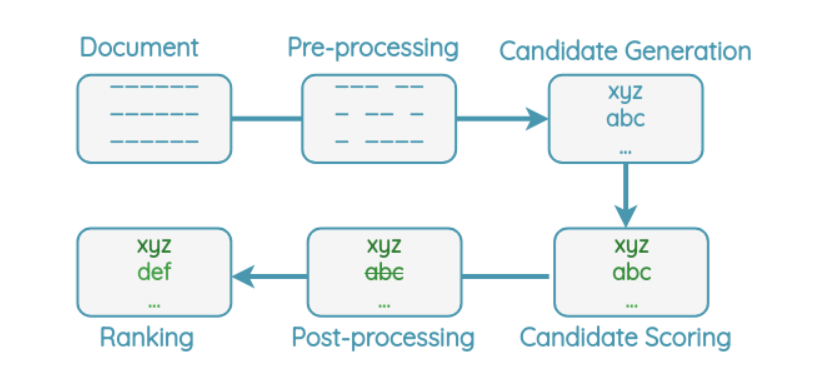 Document
Pre-processing
Candidate Generation
xyz
abc
...
xyz
def
...
xyz
abc
...
xyz
abc
...
Ranking
Post-processing
Candidate Scoring